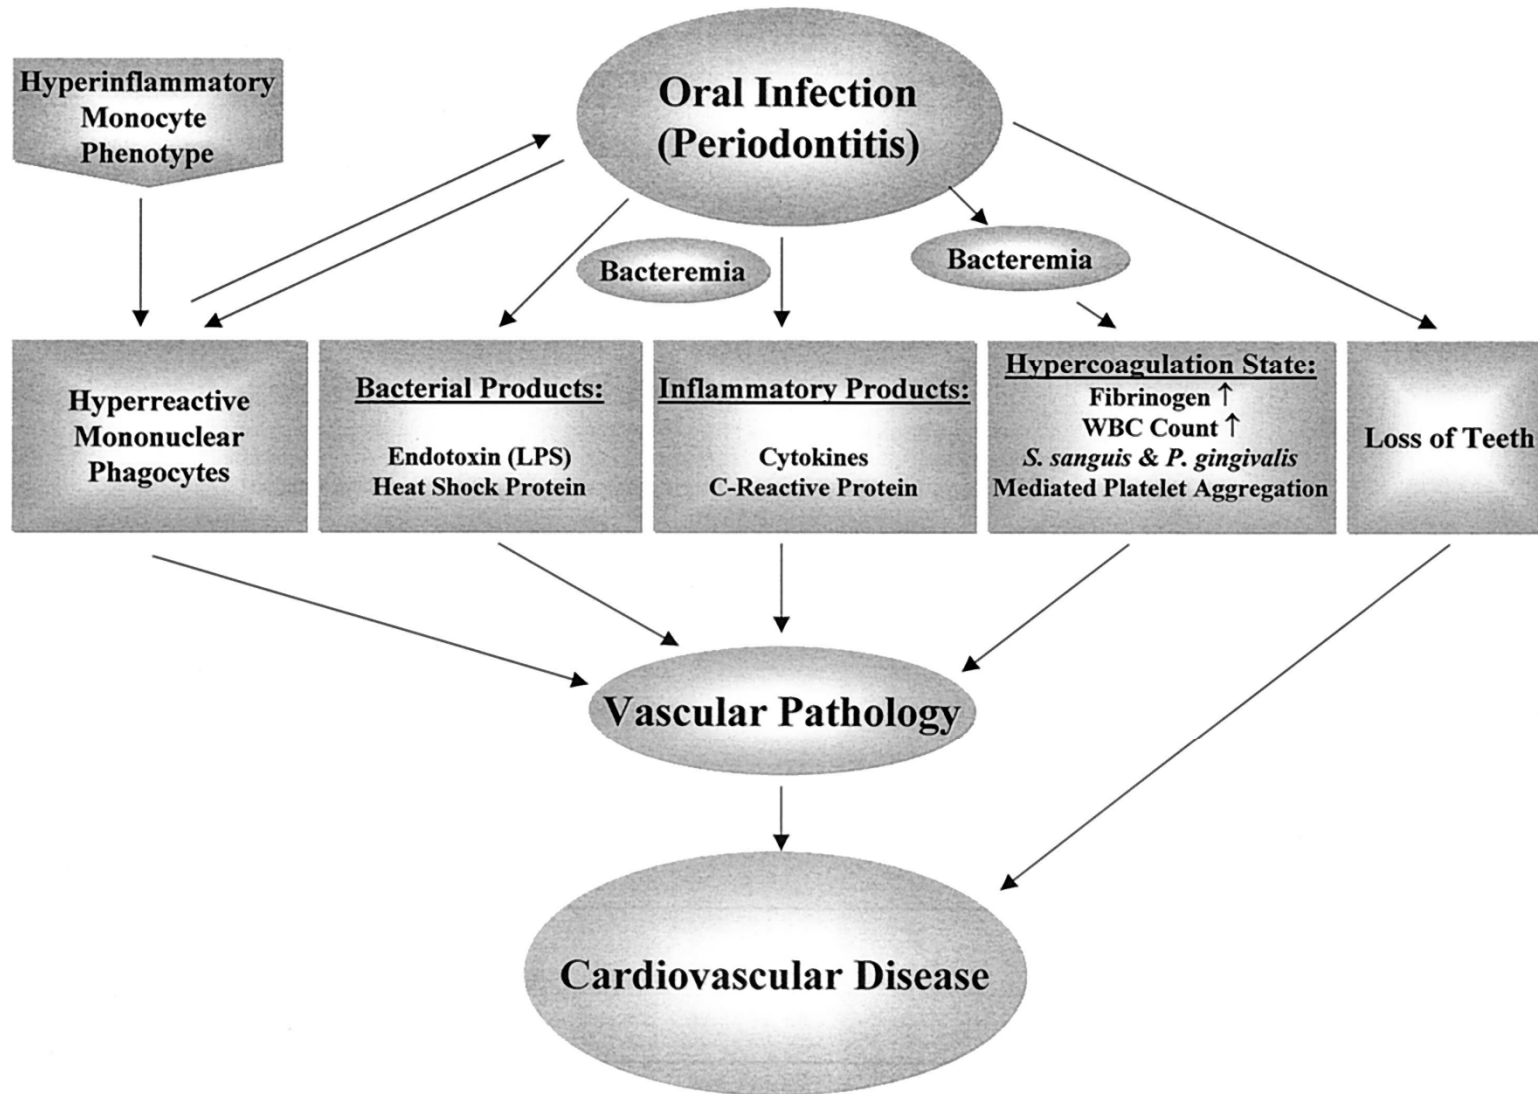 Hyperinflammatory
Monocyte
Phenotype
Oral Infection
(Periodontitis)
Bacteremia
Bacteremia
Hyperreactive
Mononuclear
Phagocytes
Bacterial Products:
Endotoxin (LPS)
Heat Shock Protein
Inflammatory Products:
Cytokines
C-Reactive Protein
Hypercoagulation State:
Fibrinogen ↑
WBC Count ↑
S. sanguis & P. gingivalis
Mediated Platelet Aggregation
Loss of Teeth
Vascular Pathology
Cardiovascular Disease